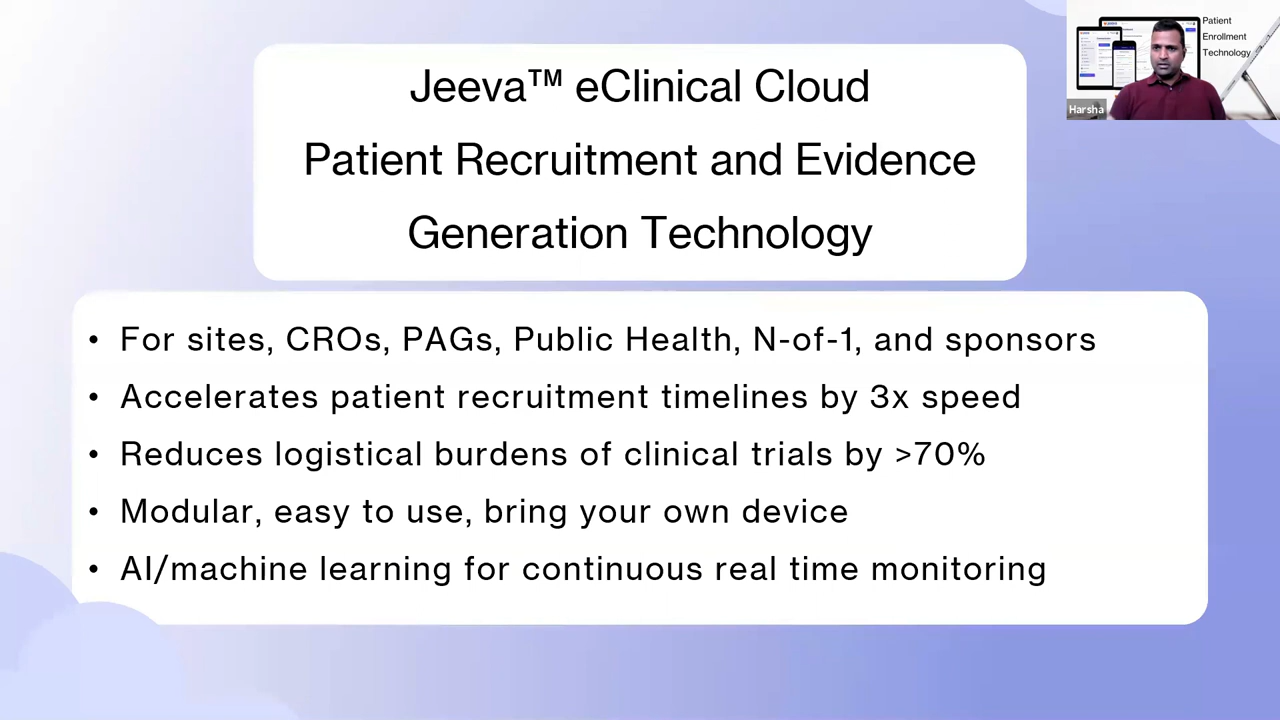 Jeeva™ eClinical Cloud
Patient Recruitment and Evidence
Generation Technology
• For sites, CROs, PAGs, Public Health, N-of-1, and sponsors
• Accelerates patient recruitment timelines by 3x speed
• Reduces logistical burdens of clinical trials by >70%
• Modular, easy to use, bring your own device
• AI/machine learning for continuous real time monitoring
Patient
Enrollment
Technology
Harsha